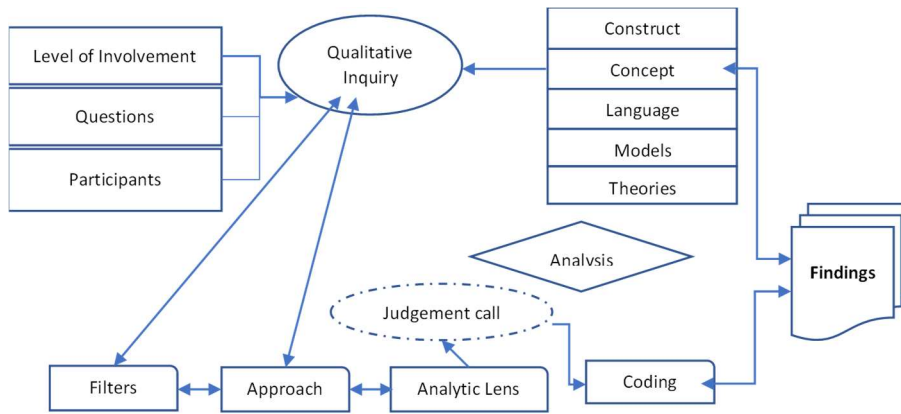 Level of Involvement
Questions
Participants
Qualitative
Inquiry
Construct
Concept
Language
Models
Theories
Analysis
Findings
Judgement call
Filters
Approach
Analytic Lens
Coding